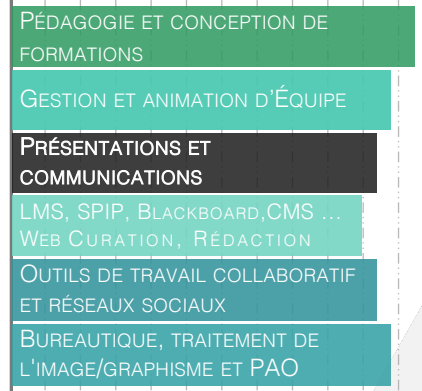 PÉDAGOGIE ET CONCEPTION DE
FORMATIONS
GESTION ET ANIMATION D'ÉQUIPE
PRÉSENTATIONS ET
COMMUNICATIONS
LMS, SPIP, BLACKBOARD,CMS ...
WEB CURATION, RÉDACTION
OUTILS DE TRAVAIL COLLABORATIF
ET RÉSEAUX SOCIAUX
BUREAUTIQUE, TRAITEMENT DE
L'IMAGE/GRAPHISME ET PAO